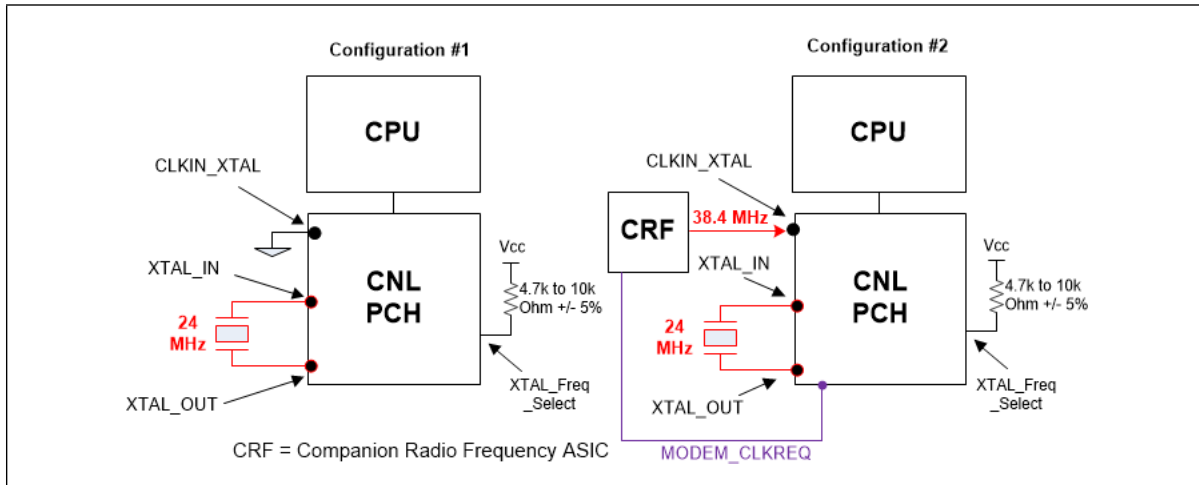 Configuration #1
CPU
CLKIN_XTAL
XTAL_IN
CNL
PCH
Vcc
4.7k to 10k
Ohm +/- 5%
24
MHz
XTAL_OUT
XTAL_Freq
_Select
Configuration #2
CPU
CLKIN_XTAL
CRF
38.4 MHz
XTAL_IN
CNL
PCH
Vcc
4.7k to 10k
Ohm +/- 5%
24
MHz
XTAL_OUT
XTAL_Freq
_Select
CRF = Companion Radio Frequency ASIC
MODEM_CLKREQ